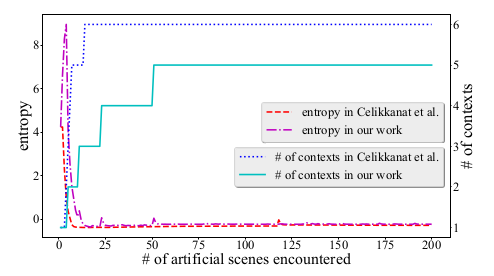 8
6
4
2
0
entropy
6
5
4
3
2
1
# of contexts
entropy in Celikkanat et al.
entropy in our work
# of contexts in Celikkanat et al.
# of contexts in our work
0 25 50 75 100 125 150 175 200
# of artificial scenes encountered